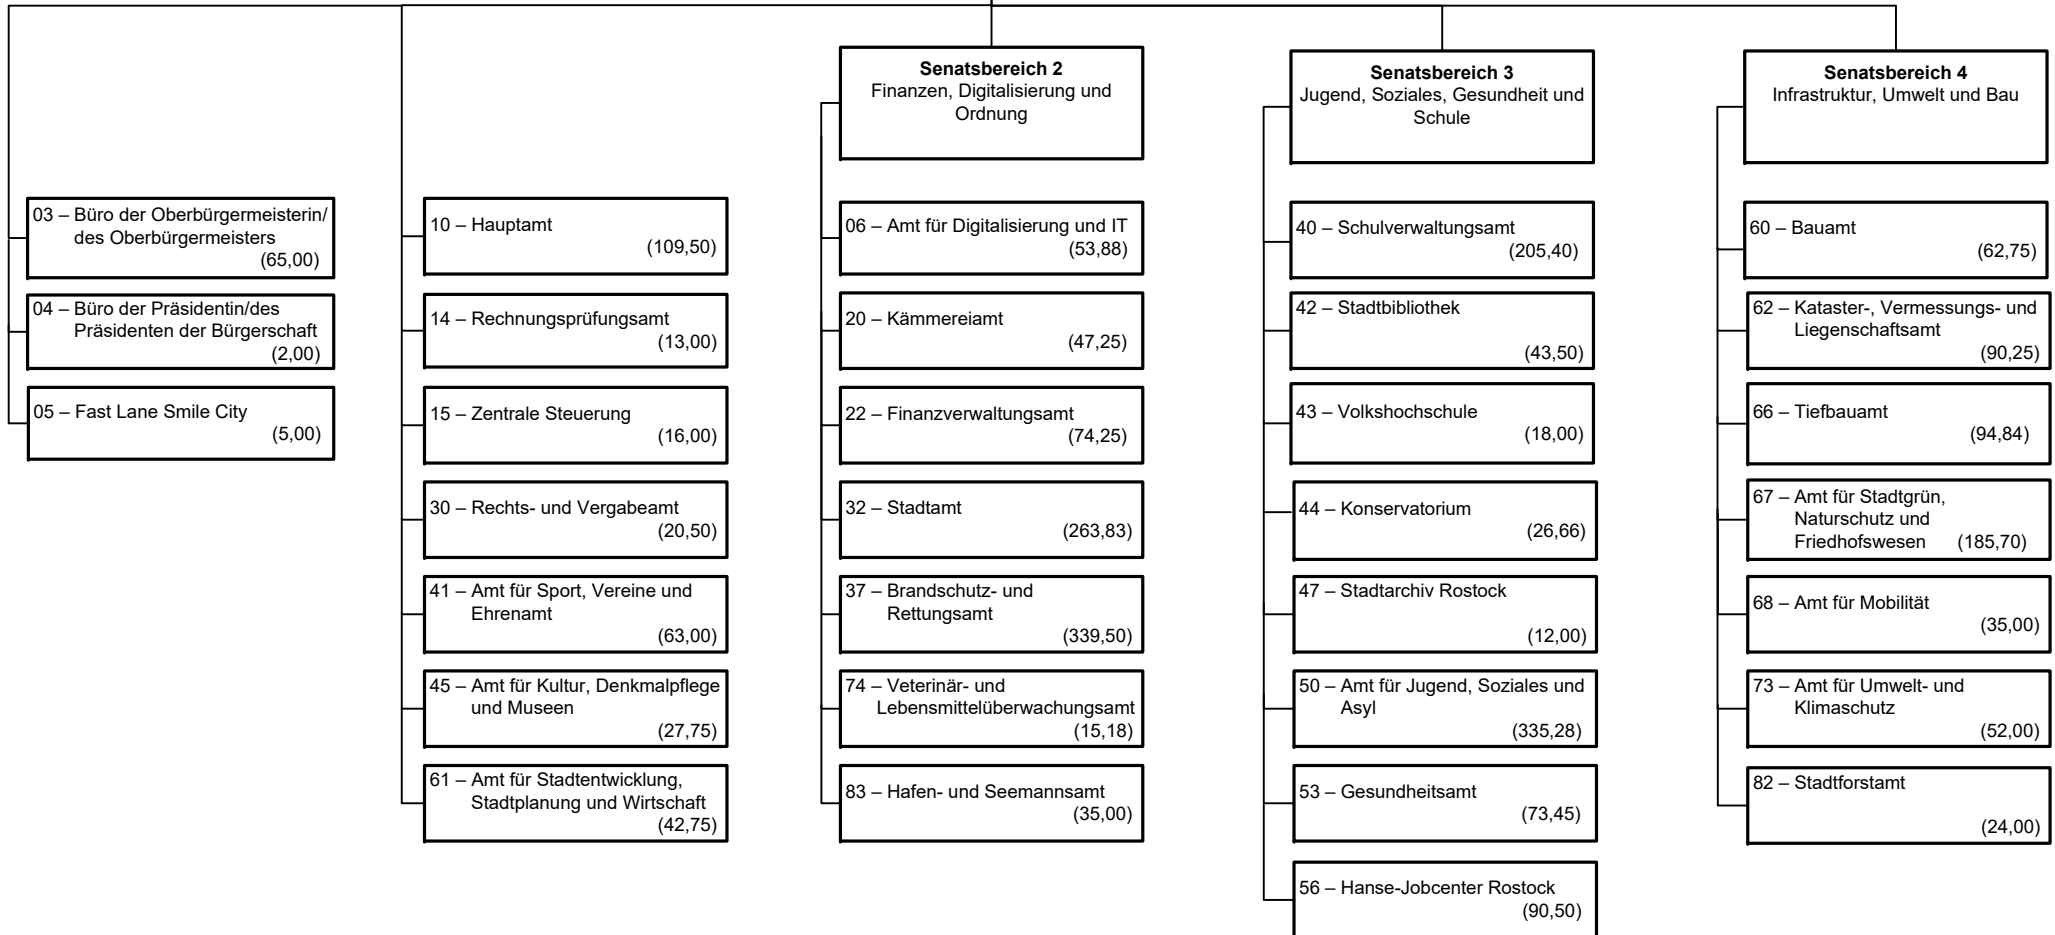 03 – Büro der Oberbürgermeisterin/
des Oberbürgermeisters
(65,00)
04 – Büro der Präsidentin/des
Präsidenten der Bürgerschaft
(2,00)
05 – Fast Lane Smile City
(5,00)
10 – Hauptamt
(109,50)
14 – Rechnungsprüfungsamt
(13,00)
15 – Zentrale Steuerung
(16,00)
30 – Rechts- und Vergabeamt
(20,50)
41 – Amt für Sport, Vereine und
Ehrenamt
(63,00)
45 – Amt für Kultur, Denkmalpflege
und Museen
(27,75)
61 – Amt für Stadtentwicklung,
Stadtplanung und Wirtschaft
(42,75)
Senatsbereich 2
Finanzen, Digitalisierung und
Ordnung
06 – Amt für Digitalisierung und IT
(53,88)
20 – Kämmereiamt
(47,25)
22 – Finanzverwaltungsamt
(74,25)
32 – Stadtamt
(263,83)
37 – Brandschutz- und
Rettungsamt
(339,50)
74 – Veterinär- und
Lebensmittelüberwachungsamt
(15,18)
83 – Hafen- und Seemannsamt
(35,00)
Senatsbereich 3
Jugend, Soziales, Gesundheit und
Schule
40 – Schulverwaltungsamt
(205,40)
42 – Stadtbibliothek
(43,50)
43 – Volkshochschule
(18,00)
44 – Konservatorium
(26,66)
47 – Stadtarchiv Rostock
(12,00)
50 – Amt für Jugend, Soziales und
Asyl
(335,28)
53 – Gesundheitsamt
(73,45)
56 – Hanse-Jobcenter Rostock
(90,50)
Senatsbereich 4
Infrastruktur, Umwelt und Bau
60 – Bauamt
(62,75)
62 – Kataster-, Vermessungs- und
Liegenschaftsamt
(90,25)
66 – Tiefbauamt
(94,84)
67 – Amt für Stadtgrün,
Naturschutz und
Friedhofswesen (185,70)
68 – Amt für Mobilität
(35,00)
73 – Amt für Umwelt- und
Klimaschutz
(52,00)
82 – Stadtforstamt
(24,00)